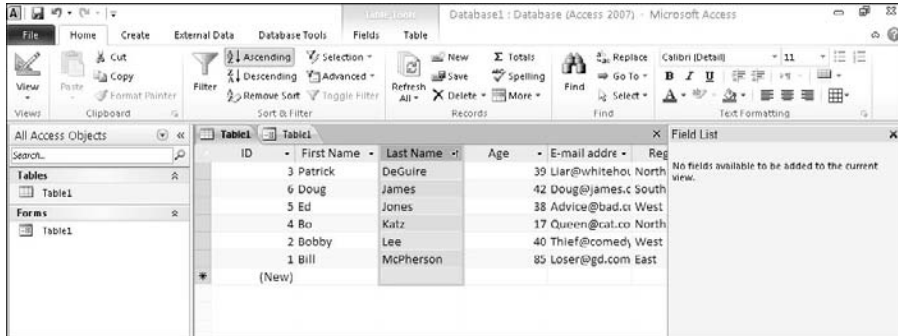 Table Tools Database1 : Database (Access 2007) - Microsoft Access
File Home Create External Data Database Tools Fields Table
View
Paste
Cut
Copy
Format Painter
Filter
Ascending
Descending
Remove Sort
Selection
Advanced
Toggle Filter
Refresh All
New
Save
Delete
Totals
Spelling
More
Find
Replace
Go To
Select
Calibri (Detail) 11
B I U
A
Views Clipboard Sort & Filter Records Find Text Formatting
All Access Objects
Search...
Tables
Table1
Forms
Table1
Table1 Table1
ID First Name Last Name Age E-mail addre Reg
3 Patrick DeGuire 39 Liar@whitehou North
6 Doug James 42 Doug@james.c South
5 Ed Jones 38 Advice@bad.co West
4 Bo Katz 17 Queen@cat.co North
2 Bobby Lee 40 Thief@comedy West
1 Bill McPherson 85 Loser@gd.com East
(New)
Field List
No fields available to be added to the current
view.